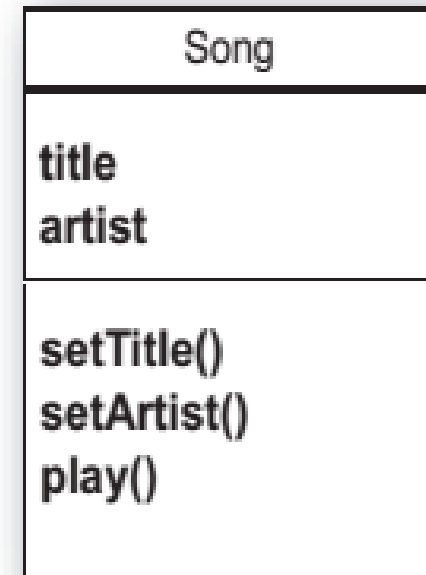 Song
title
artist
setTitle()
setArtist()
play()